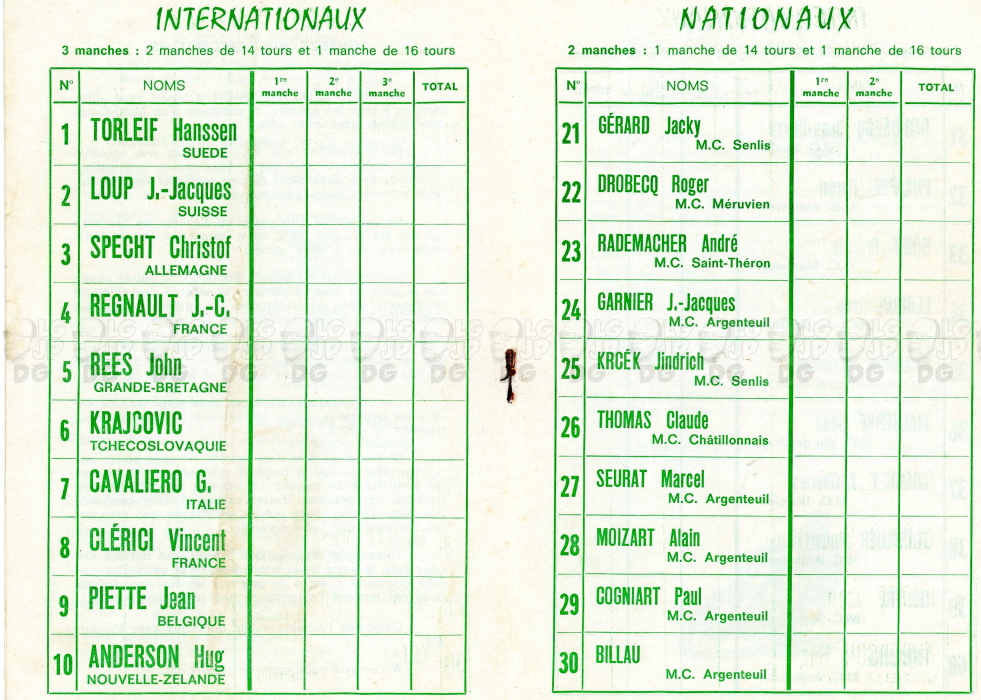 INTERNATIONAUX
3 manches : 2 manches de 14 tours et 1 manche de 16 tours
N° NOMS 1re manche 2e manche 3e manche TOTAL
1 TORLEIF Hanssen
SUEDE
2 LOUP J.-Jacques
SUISSE
3 SPECHT Christof
ALLEMAGNE
4 REGNAULT J.-C.
FRANCE
5 REES John
GRANDE-BRETAGNE
6 KRAJCOVIC
TCHECOSLOVAQUIE
7 CAVALIERO G.
ITALIE
8 CLÉRICI Vincent
FRANCE
9 PIETTE Jean
BELGIQUE
10 ANDERSON Hug
NOUVELLE-ZELANDE
NATIONAUX
2 manches : 1 manche de 14 tours et 1 manche de 16 tours
N° NOMS 1re manche 2e manche TOTAL
21 GÉRARD Jacky
M.C. Senlis
22 DROBECQ Roger
M.C. Méruvien
23 RADEMACHER André
M.C. Saint-Théron
24 GARNIER J.-Jacques
M.C. Argenteuil
25 KRCÉK Jindrich
M.C. Senlis
26 THOMAS Claude
M.C. Châtillonnais
27 SEURAT Marcel
M.C. Argenteuil
28 MOIZART Alain
M.C. Argenteuil
29 COGNIART Paul
M.C. Argenteuil
30 BILLAU
M.C. Argenteuil